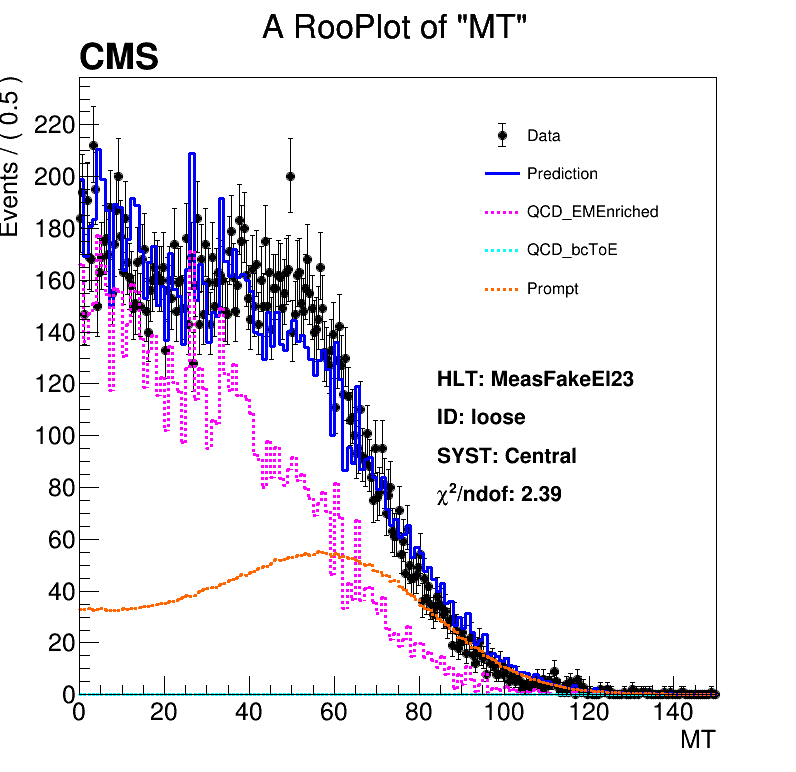 A RooPlot of "MT"
CMS
Events / ( 0.5 )
220
200
180
160
140
120
100
80
60
40
20
0
Data
Prediction
QCD_EMEnriched
QCD_bcToE
Prompt
HLT: MeasFakeEl23
ID: loose
SYST: Central
χ²/ndof: 2.39
0 20 40 60 80 100 120 140
MT